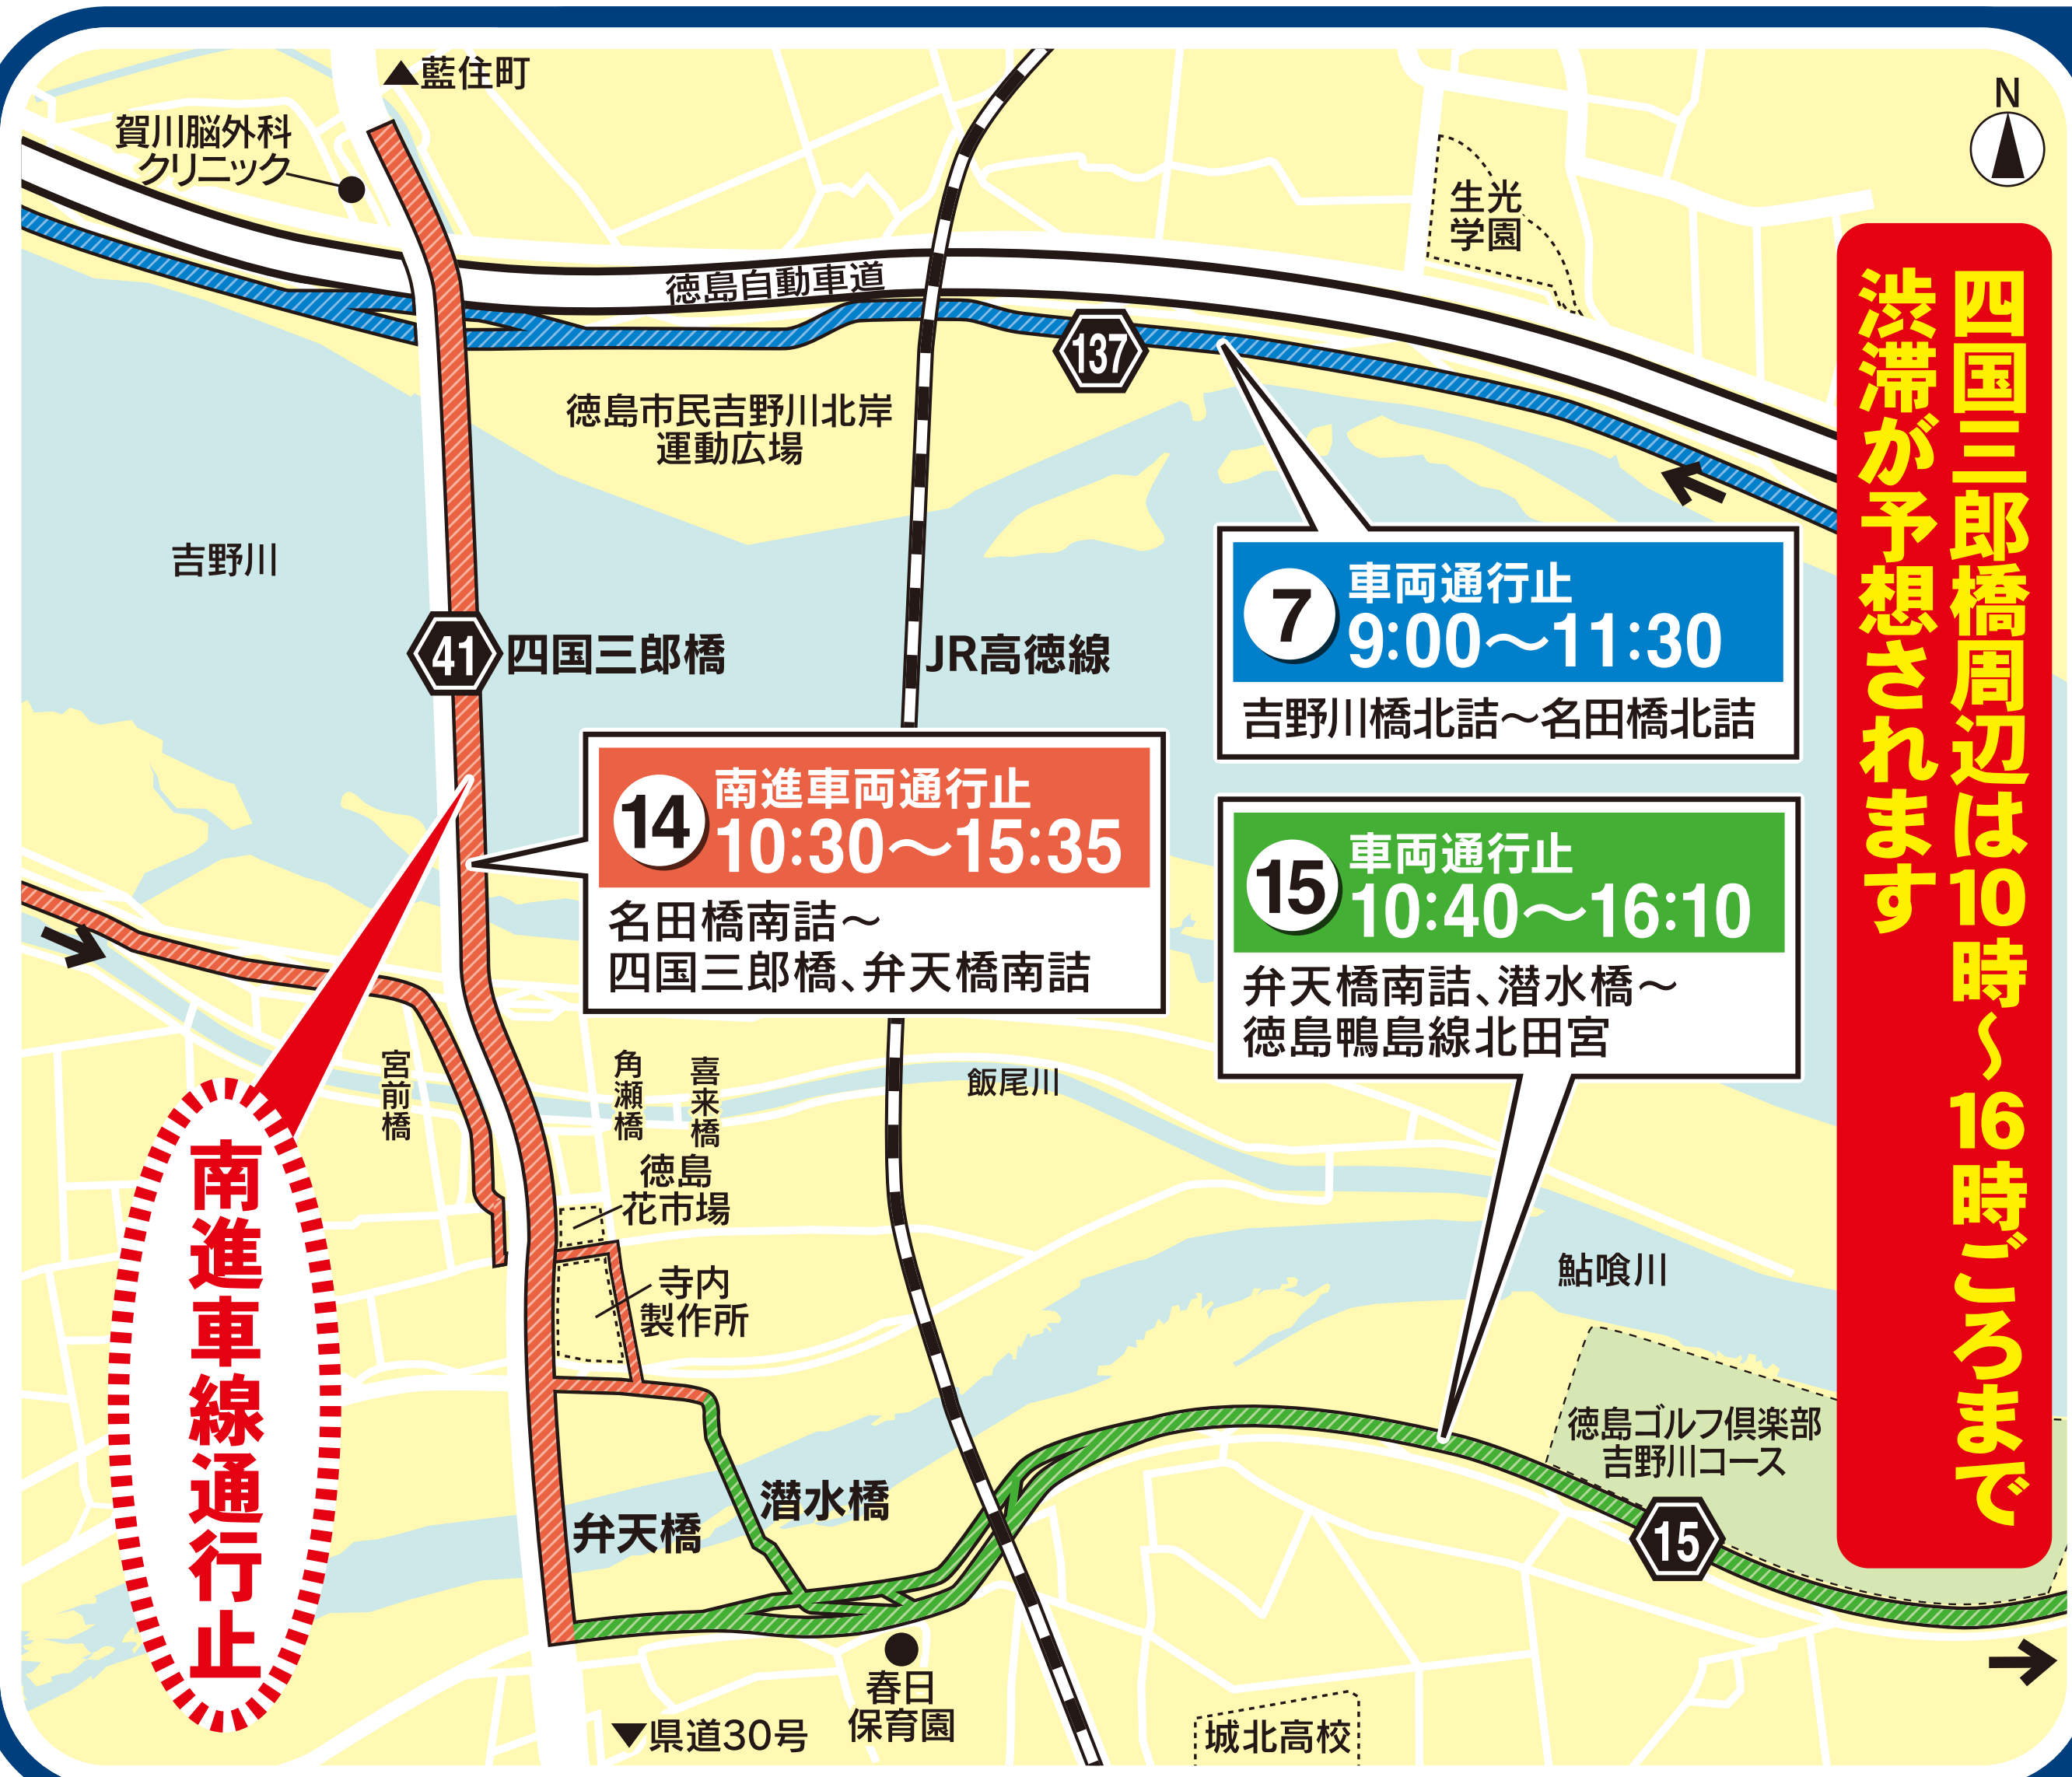 ▲藍住町
賀川脳外科
クリニック
N
生光
学園
徳島自動車道
137
徳島市民吉野川北岸
運動広場
吉野川
41
四国三郎橋
JR高徳線
7
車両通行止
9:00〜11:30
吉野川橋北詰〜名田橋北詰
14
南進車両通行止
10:30〜15:35
名田橋南詰〜
四国三郎橋、弁天橋南詰
15
車両通行止
10:40〜16:10
弁天橋南詰、潜水橋〜
徳島鴨島線北田宮
四国三郎橋周辺は10時〜16時ごろまで
渋滞が予想されます
宮前橋
角瀬橋
喜来橋
飯尾川
徳島
花市場
寺内
製作所
鮎喰川
南進車線通行止
徳島ゴルフ倶楽部
吉野川コース
15
潜水橋
弁天橋
春日
保育園
▼県道30号
城北高校